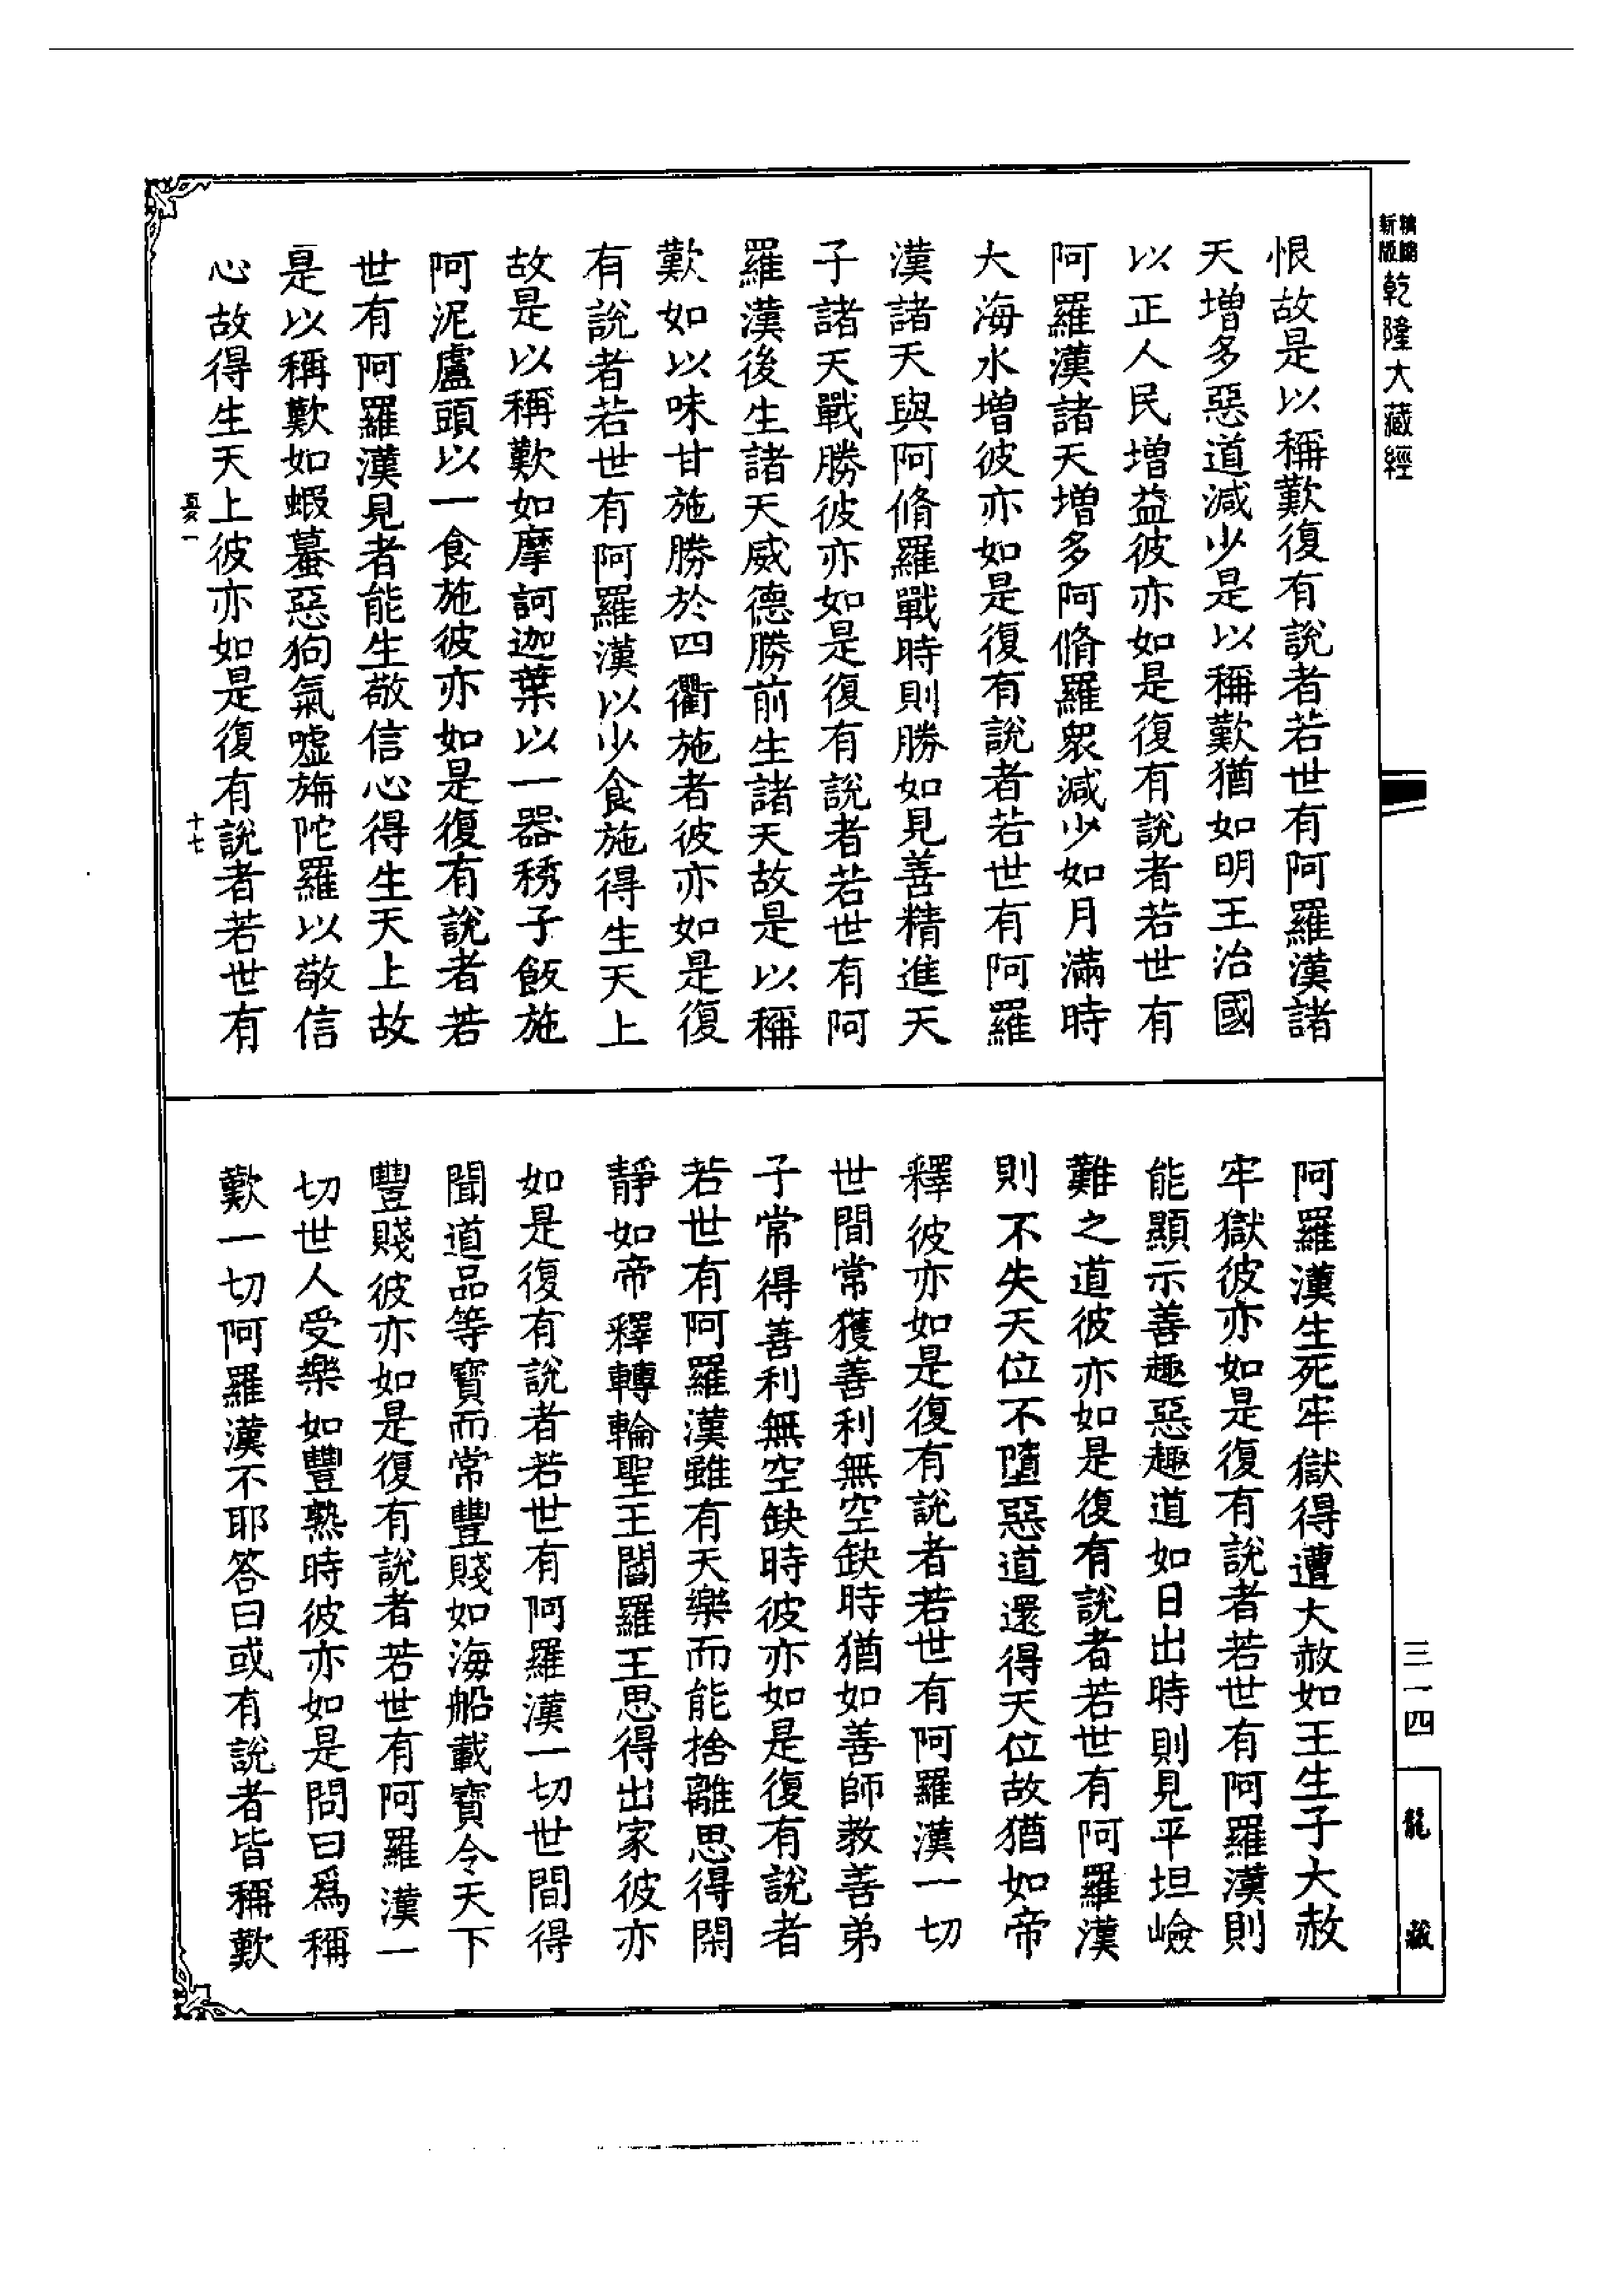 精縮新版乾隆大藏經
恨故是以稱歎復有說者若世有阿羅漢諸
天增多惡道減少是以稱歎猶如明王治國
以正人民增益彼亦如是復有說者若世有
阿羅漢諸天增多阿脩羅衆減少如月滿時
大海水增彼亦如是復有說者若世有阿羅
漢諸天與阿脩羅戰時則勝如見善精進天
子諸天戰勝彼亦如是復有說者若世有阿
羅漢後生諸天威德勝前生諸天故是以稱
歎如以味甘施勝於四衢施者彼亦如是復
有說者若世有阿羅漢以少食施得生天上
故是以稱歎如摩訶迦葉以一器稊子飯施
阿泥盧頭以一食施彼亦如是復有說者若
世有阿羅漢見者能生敬信心得生天上故
是以稱歎如蝦蟇惡狗氣噓旃陀羅以敬信
心故得生天上彼亦如是復有說者若世有
十七
阿羅漢生死牢獄得遭大赦如王生子大赦
牢獄彼亦如是復有說者若世有阿羅漢則
能顯示善趣惡趣道如日出時則見平坦嶮
難之道彼亦如是復有說者若世有阿羅漢
則不失天位不墮惡道還得天位故猶如帝
釋彼亦如是復有說者若世有阿羅漢一切
世間常獲善利無空缺時猶如善師教善弟
子常得善利無空缺時彼亦如是復有說者
若世有阿羅漢雖有天樂而能捨離思得閑
靜如帝釋轉輪聖王閻羅王思得出家彼亦
如是復有說者若世有阿羅漢一切世間得
聞道品等寶而常豐賤如海船載寶令天下
豐賤彼亦如是復有說者若世有阿羅漢一
切世人受樂如豐熟時彼亦如是問曰爲稱
歎一切阿羅漢不耶答曰或有說者皆稱歎
三一四
龍藏